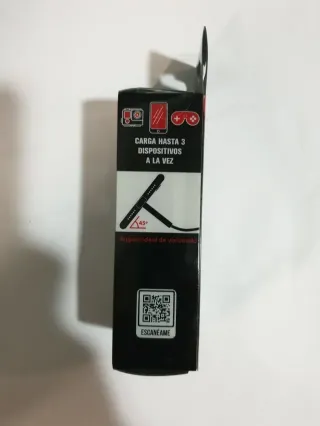 CARGA HASTA 3
DISPOSITIVOS
A LA VEZ
45°
ESCANÉAME